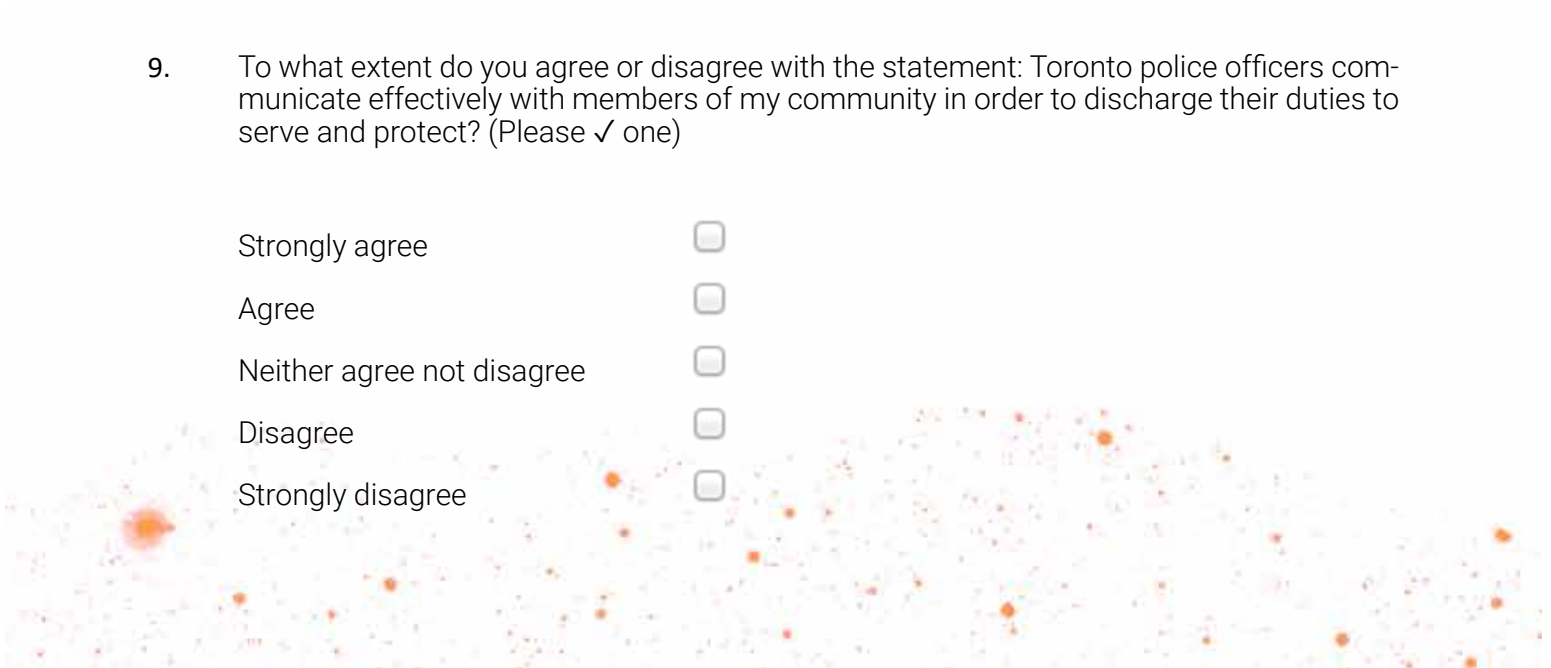 9. To what extent do you agree or disagree with the statement: Toronto police officers com-
municate effectively with members of my community in order to discharge their duties to
serve and protect? (Please ✓ one)
Strongly agree
Agree
Neither agree not disagree
Disagree
Strongly disagree